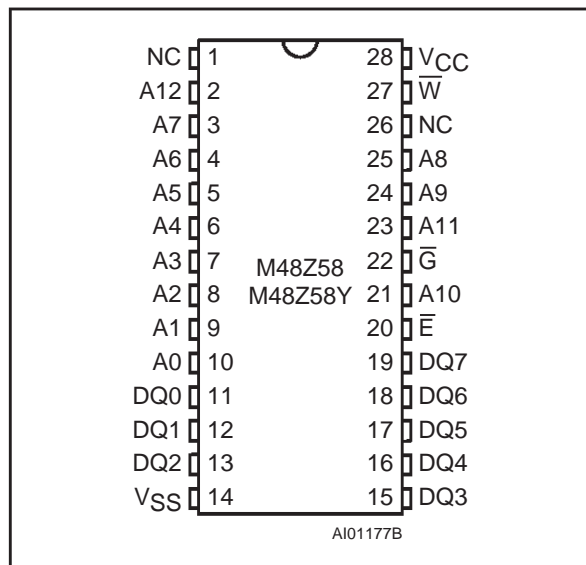 NC 1 28 VCC
A12 2 27 W̅
A7 3 26 NC
A6 4 25 A8
A5 5 24 A9
A4 6 23 A11
A3 7 22 G̅
M48Z58
A2 8 21 A10
M48Z58Y
A1 9 20 E̅
A0 10 19 DQ7
DQ0 11 18 DQ6
DQ1 12 17 DQ5
DQ2 13 16 DQ4
VSS 14 15 DQ3
AI01177B